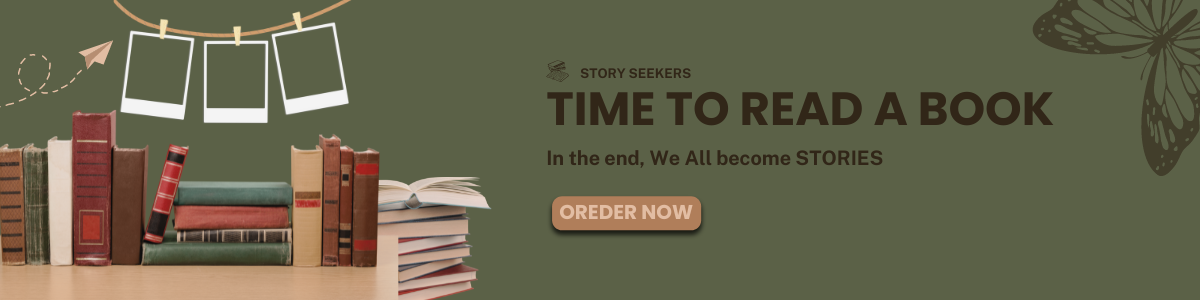 STORY SEEKERS
TIME TO READ A BOOK
In the end, We All become STORIES
OREDER NOW